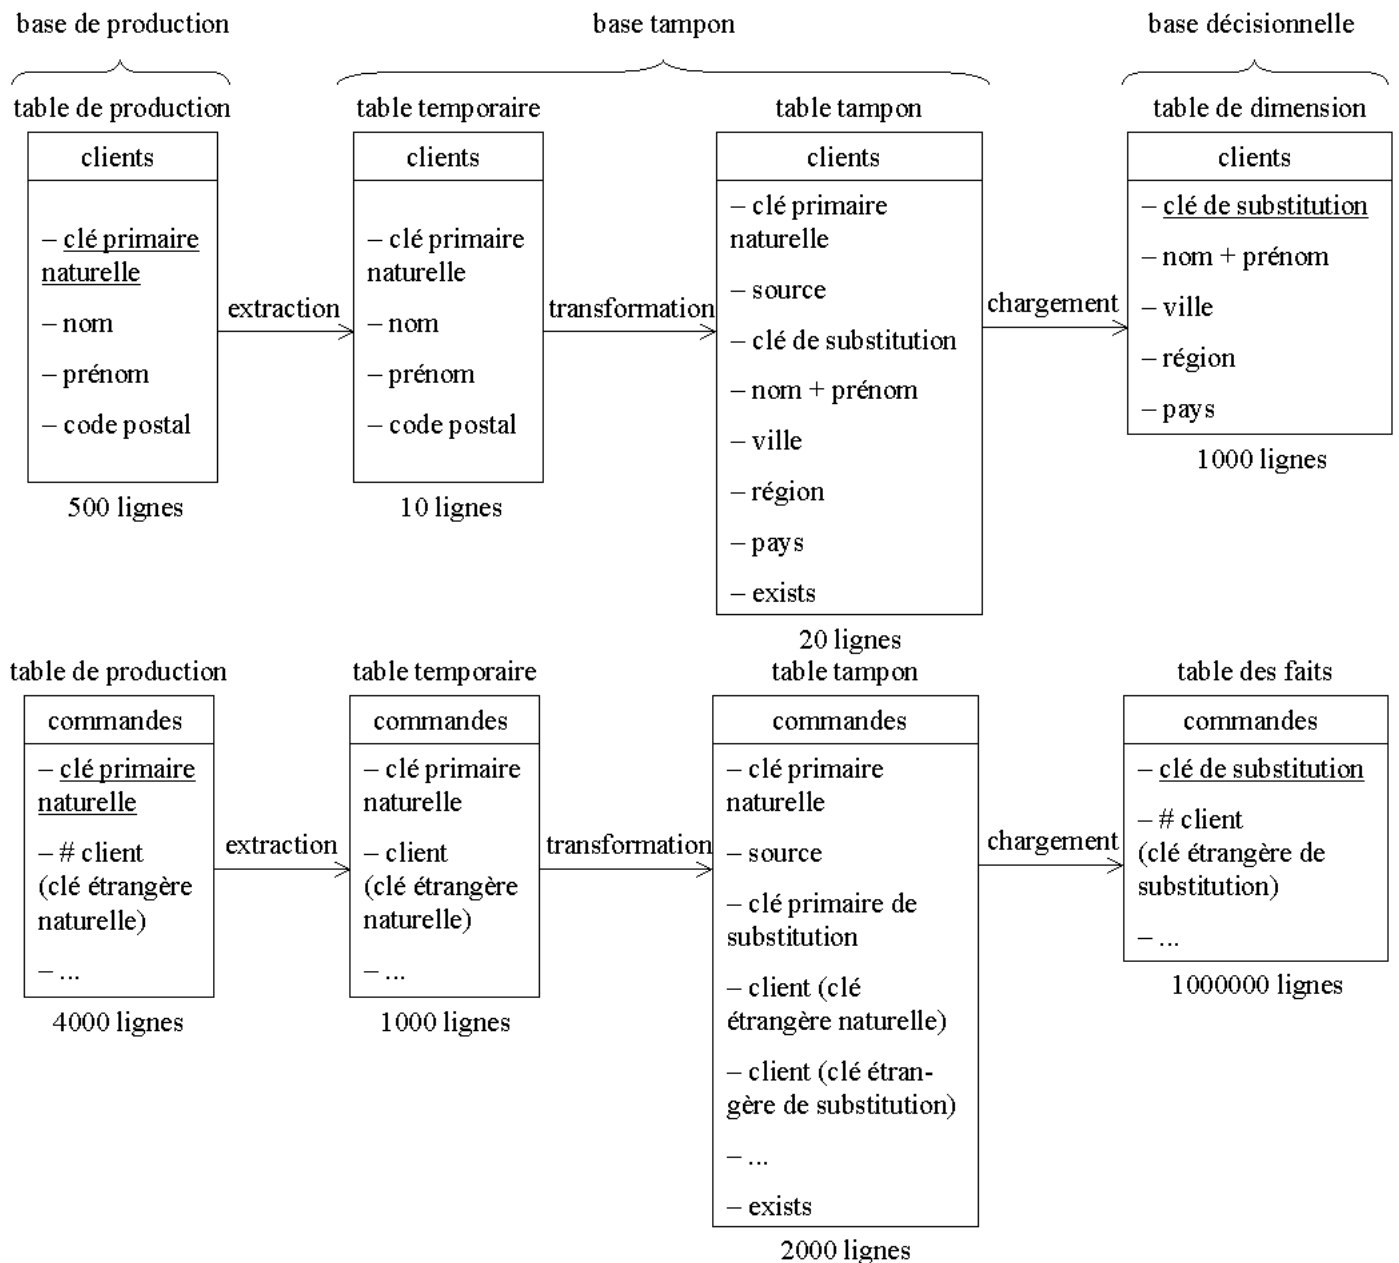 base de production
base tampon
base décisionnelle
table de production
table temporaire
table tampon
table de dimension
clients
– clé primaire
naturelle
– nom
– prénom
– code postal
500 lignes
extraction
clients
– clé primaire
naturelle
– nom
– prénom
– code postal
10 lignes
transformation
clients
– clé primaire
naturelle
– source
– clé de substitution
– nom + prénom
– ville
– région
– pays
– exists
20 lignes
chargement
clients
– clé de substitution
– nom + prénom
– ville
– région
– pays
1000 lignes
table de production
table temporaire
table tampon
table des faits
commandes
– clé primaire
naturelle
– # client
(clé étrangère
naturelle)
– ...
4000 lignes
extraction
commandes
– clé primaire
naturelle
– client
(clé étrangère
naturelle)
– ...
1000 lignes
transformation
commandes
– clé primaire
naturelle
– source
– clé primaire de
substitution
– client (clé
étrangère naturelle)
– client (clé étran-
gère de substitution)
– ...
– exists
2000 lignes
chargement
commandes
– clé de substitution
– # client
(clé étrangère de
substitution)
– ...
1000000 lignes